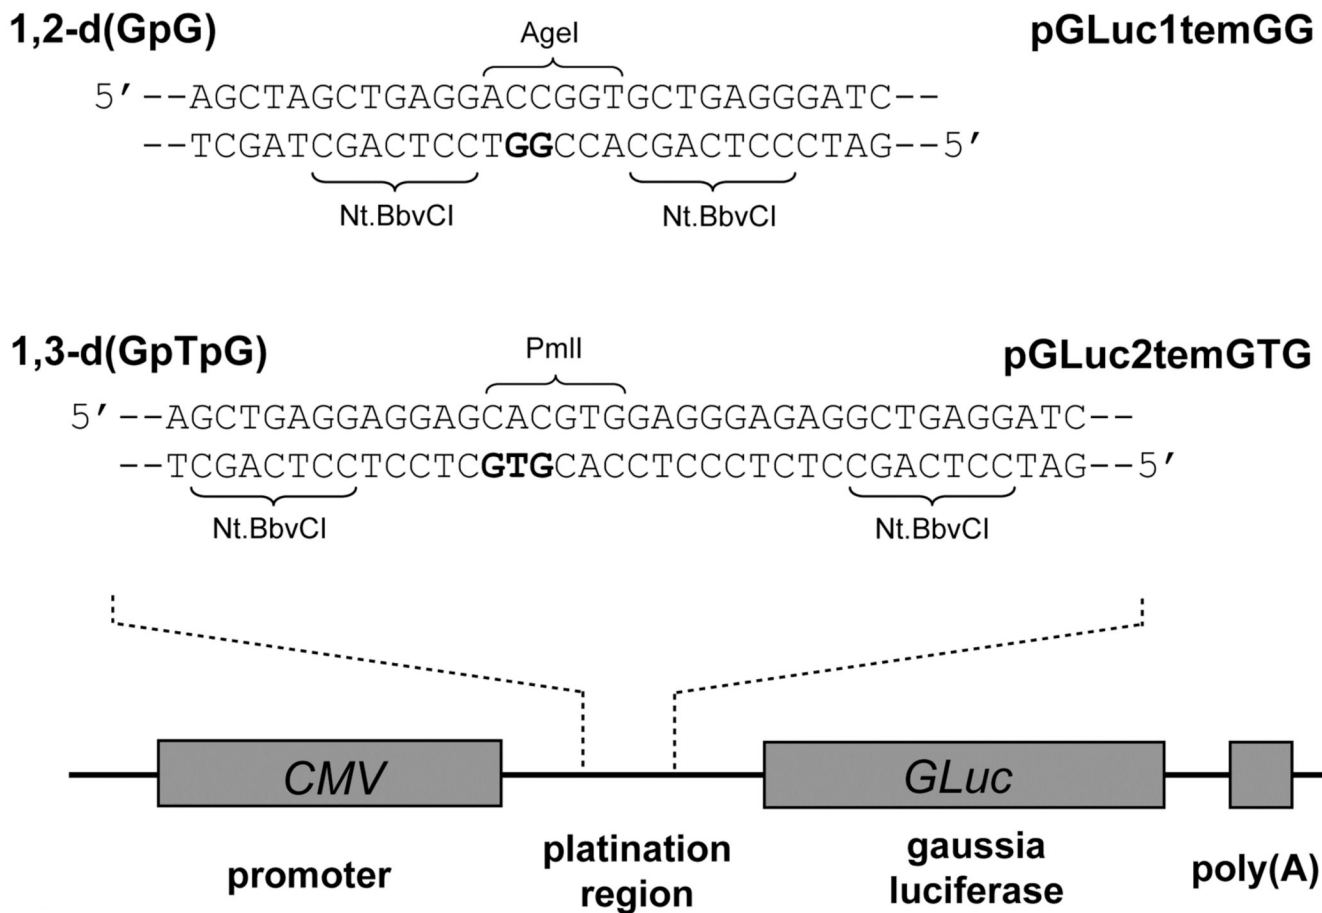 1,2-d(GpG) AgeI pGLuc1temGG
5'--AGCTAGCTGAGGACCGGTGCTGAGGGATC--
--TCGATCGACTCCTGGCCACGACTCCCTAG--5'
Nt.BbvCI Nt.BbvCI
1,3-d(GpTpG) PmlI pGLuc2temGTG
5'--AGCTGAGGAGGAGCACGTGGAGGGAGAGGCTGAGGATC--
--TCGACTCCTCCTCGTGCACCTCCCTCTCCGACTCCTAG--5'
Nt.BbvCI Nt.BbvCI
CMV GLuc
promoter platination region gaussia luciferase poly(A)